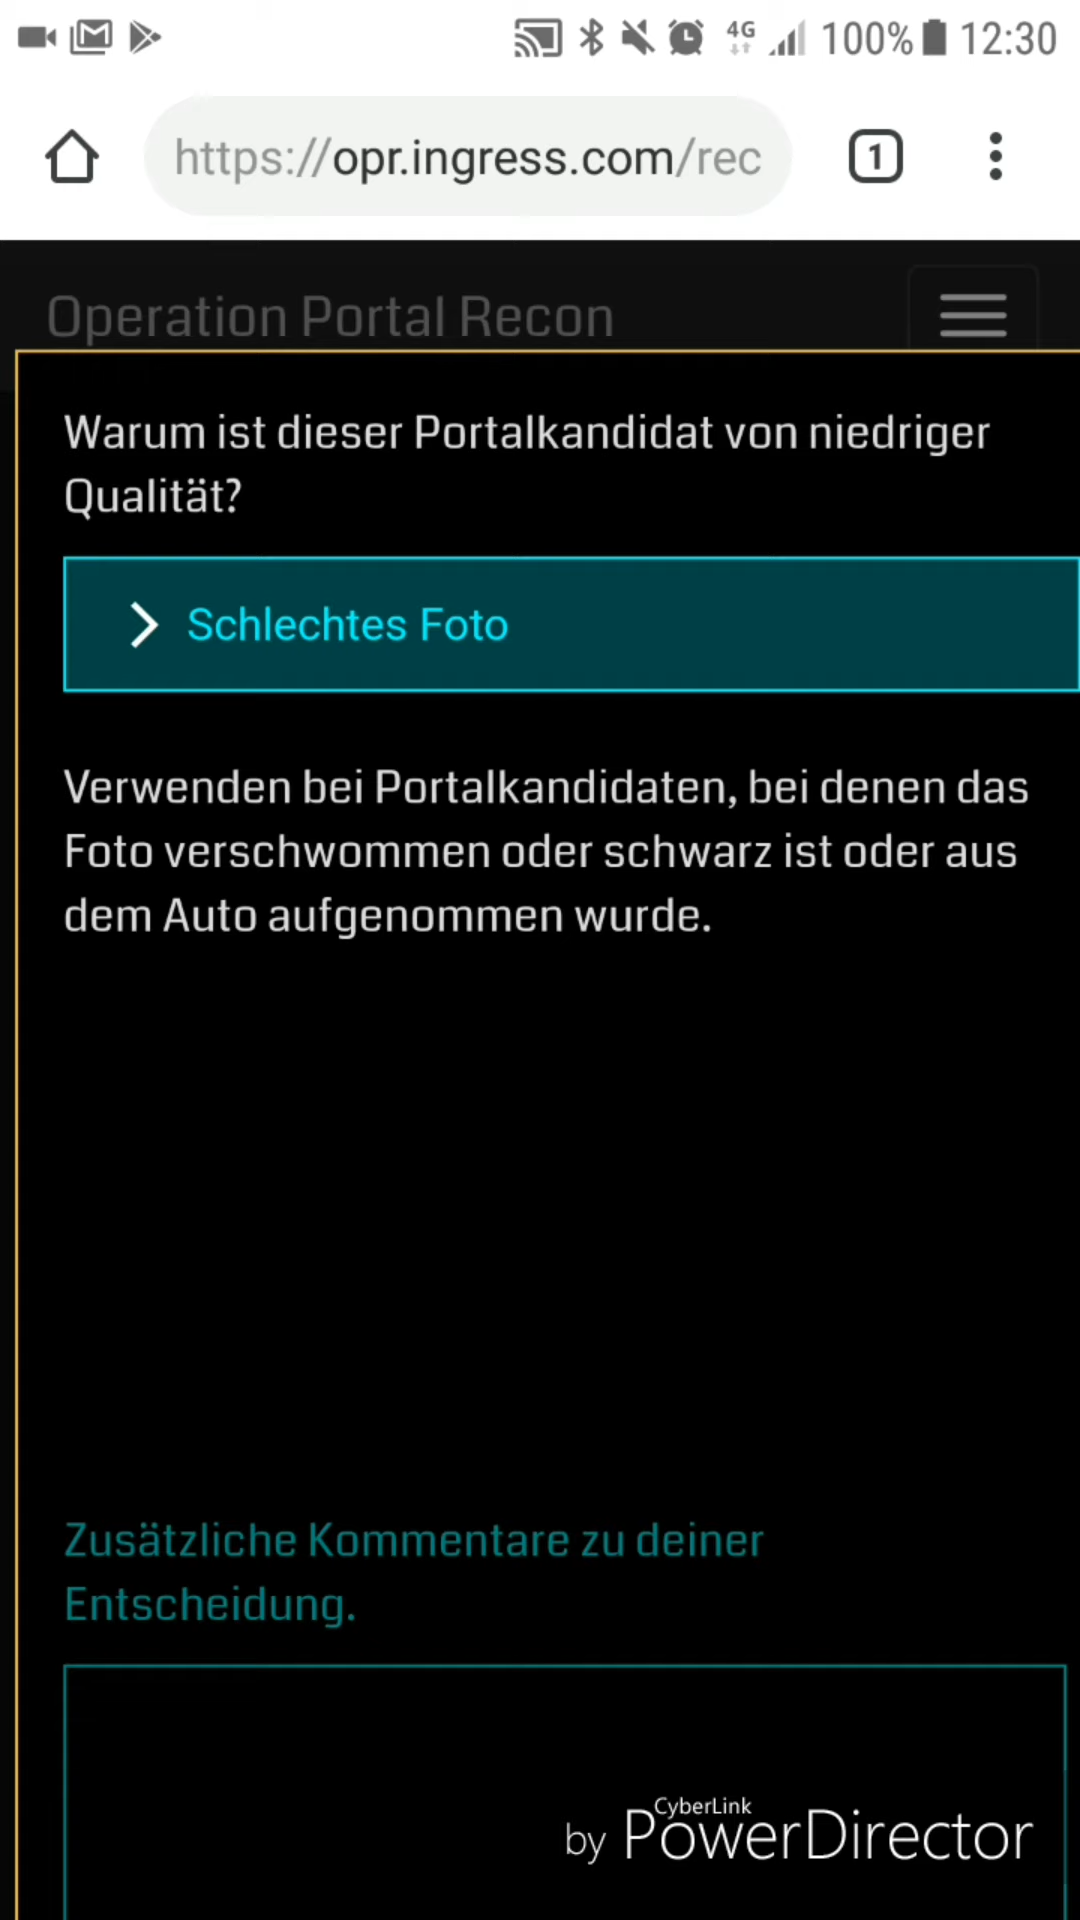 4G 100% 12:30
https://opr.ingress.com/rec 1
Operation Portal Recon
Warum ist dieser Portalkandidat von niedriger
Qualität?
Schlechtes Foto
Verwenden bei Portalkandidaten, bei denen das
Foto verschwommen oder schwarz ist oder aus
dem Auto aufgenommen wurde.
Zusätzliche Kommentare zu deiner
Entscheidung.
CyberLink
by PowerDirector